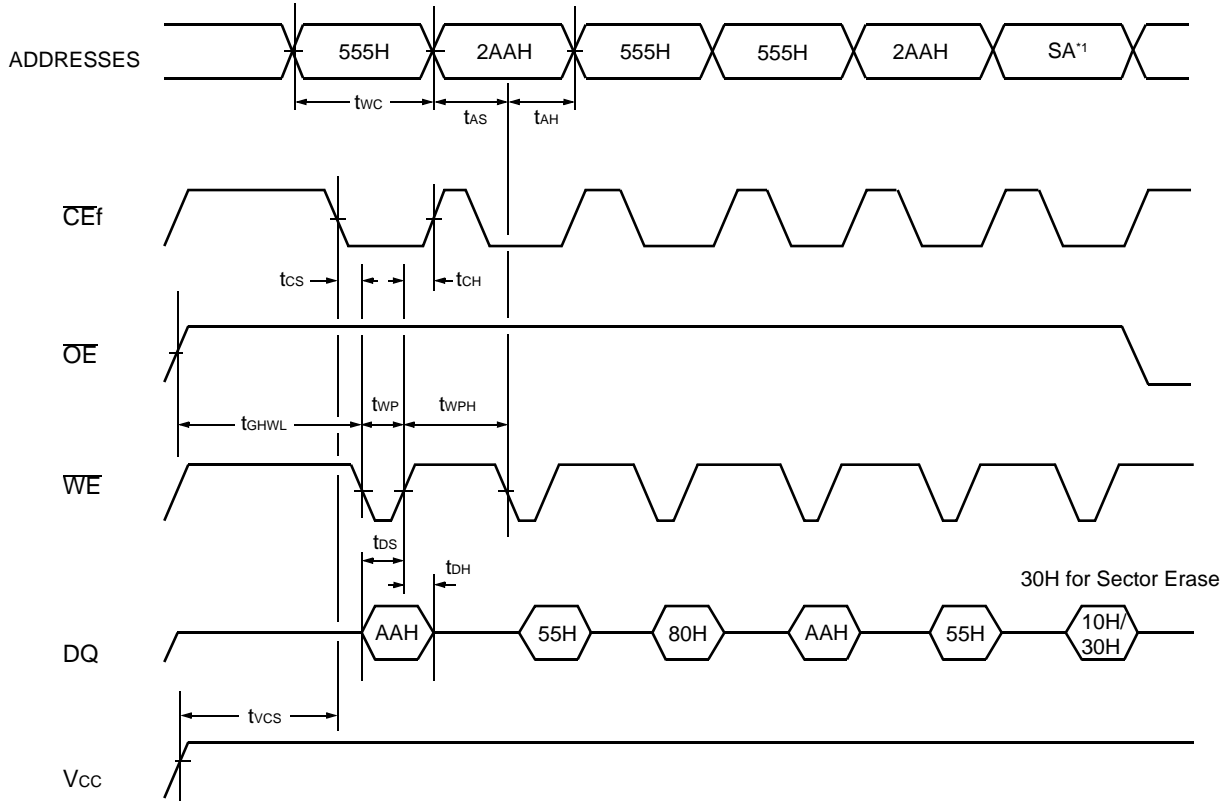 ADDRESSES 555H 2AAH 555H 555H 2AAH SA*1
tWC tAS tAH
CEf
tCS tCH
OE
tGHWL tWP tWPH
WE
tDS
tDH
30H for Sector Erase
DQ AAH 55H 80H AAH 55H 10H/
30H
tVCS
VCC